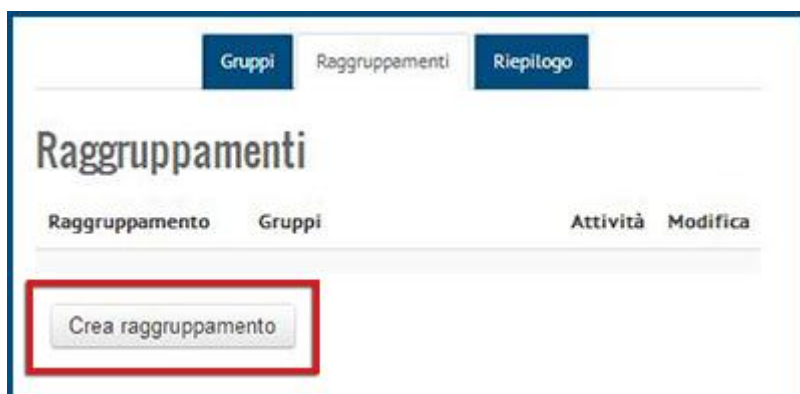 Gruppi Raggruppamenti Riepilogo
Raggruppamenti
Raggruppamento Gruppi Attività Modifica
Crea raggruppamento